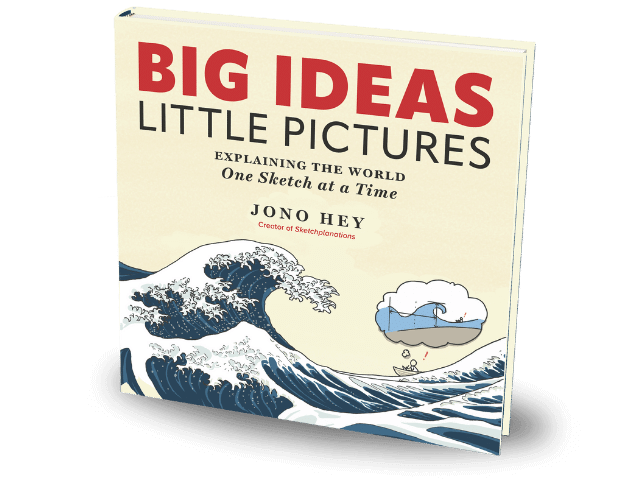 BIG IDEAS
LITTLE PICTURES
EXPLAINING THE WORLD
One Sketch at a Time
JONO HEY
Creator of Sketchplanations